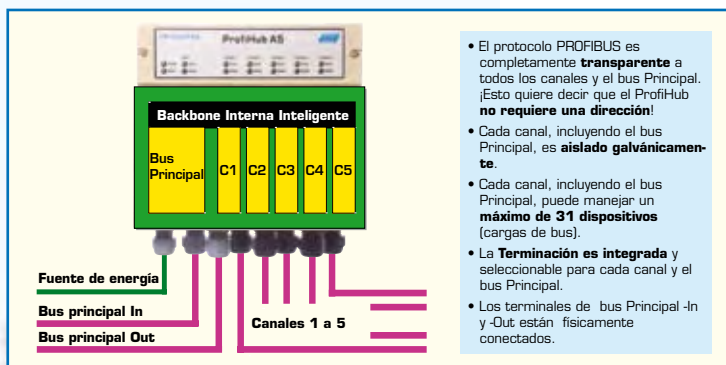 ProfiHub A5
Backbone Interna Inteligente
Bus
Principal
C1 C2 C3 C4 C5
Fuente de energía
Bus principal In
Canales 1 a 5
Bus principal Out
• El protocolo PROFIBUS es
completamente transparente a
todos los canales y el bus Principal.
¡Esto quiere decir que el ProfiHub
no requiere una dirección!
• Cada canal, incluyendo el bus
Principal, es aislado galvánicamen-
te.
• Cada canal, incluyendo el bus
Principal, puede manejar un
máximo de 31 dispositivos
(cargas de bus).
• La Terminación es integrada y
seleccionable para cada canal y el
bus Principal.
• Los terminales de bus Principal -In
y -Out están físicamente
conectados.